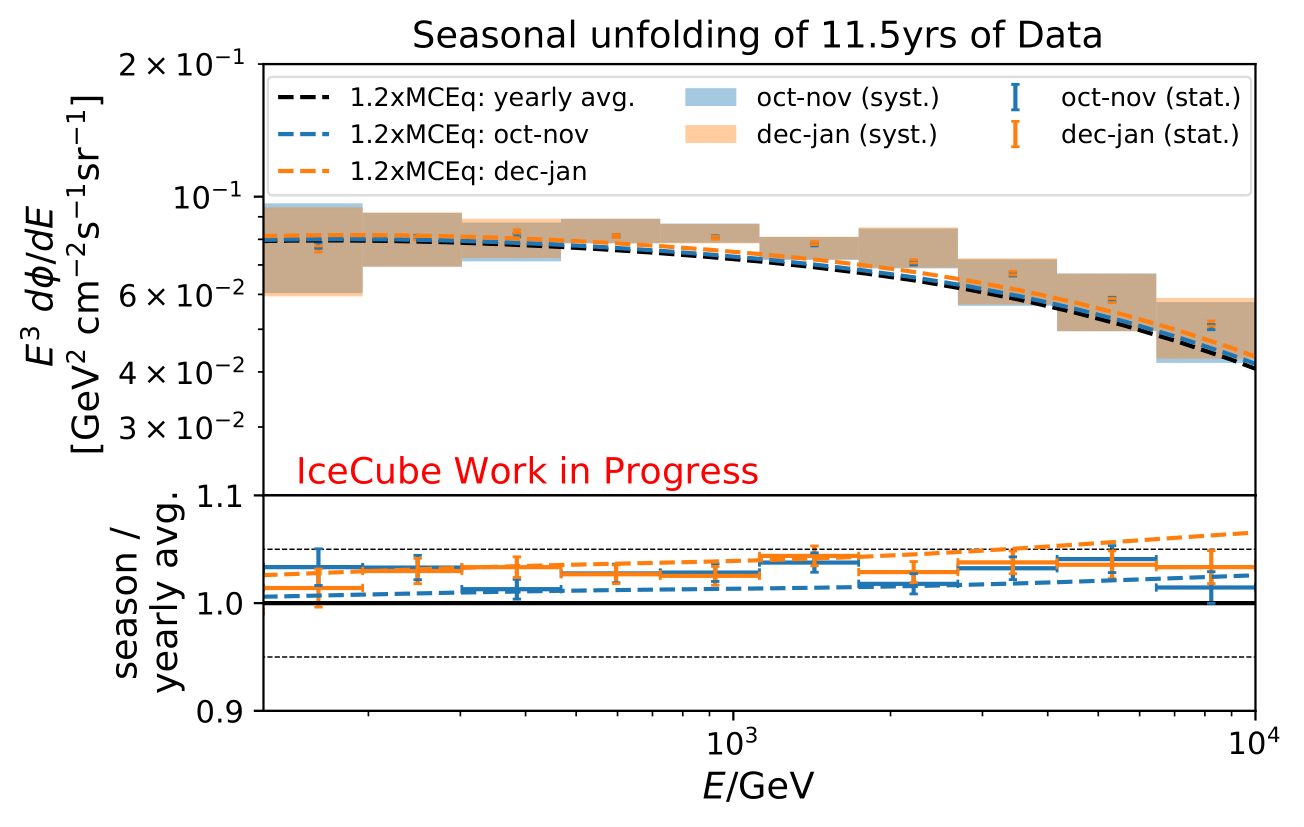 Seasonal unfolding of 11.5yrs of Data
2 × 10⁻¹
1.2xMCEq: yearly avg.
1.2xMCEq: oct-nov
1.2xMCEq: dec-jan
oct-nov (syst.)
dec-jan (syst.)
oct-nov (stat.)
dec-jan (stat.)
10⁻¹
6 × 10⁻²
4 × 10⁻²
3 × 10⁻²
E³ dϕ/dE
[GeV² cm⁻²s⁻¹sr⁻¹]
IceCube Work in Progress
1.1
1.0
0.9
season /
yearly avg.
10³
10⁴
E/GeV